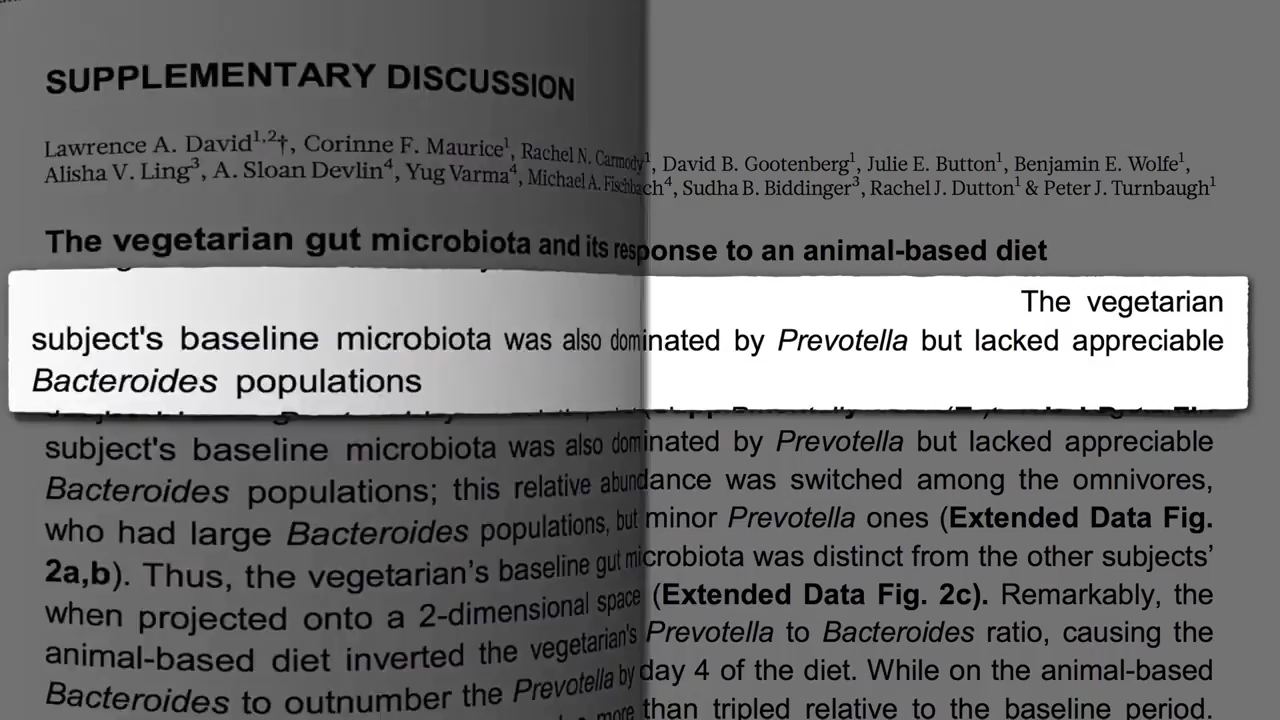 SUPPLEMENTARY DISCUSSION
Lawrence A. David1,2†, Corinne F. Maurice1, Rachel N. Carmody1, David B. Gootenberg1, Julie E. Button1, Benjamin E. Wolfe1,
Alisha V. Ling3, A. Sloan Devlin4, Yug Varma4, Michael A. Fischbach4, Sudha B. Biddinger3, Rachel J. Dutton1 & Peter J. Turnbaugh1
The vegetarian gut microbiota and its response to an animal-based diet
The vegetarian
subject's baseline microbiota was also dominated by Prevotella but lacked appreciable
Bacteroides populations
subject's baseline microbiota was also dominated by Prevotella but lacked appreciable
Bacteroides populations; this relative abundance was switched among the omnivores,
who had large Bacteroides populations, but minor Prevotella ones (Extended Data Fig.
2a,b). Thus, the vegetarian's baseline gut microbiota was distinct from the other subjects'
when projected onto a 2-dimensional space (Extended Data Fig. 2c). Remarkably, the
animal-based diet inverted the vegetarian's Prevotella to Bacteroides ratio, causing the
Bacteroides to outnumber the Prevotella by day 4 of the diet. While on the animal-based
more than tripled relative to the baseline period.